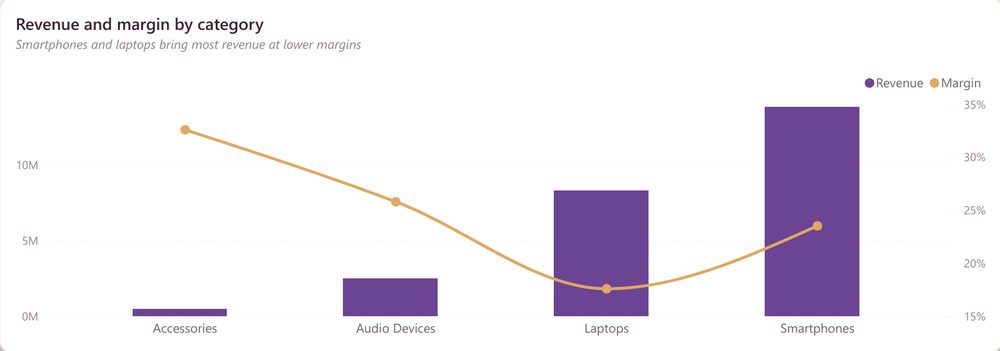 Revenue and margin by category
Smartphones and laptops bring most revenue at lower margins
Revenue Margin
35%
10M 30%
25%
5M
20%
0M 15%
Accessories Audio Devices Laptops Smartphones